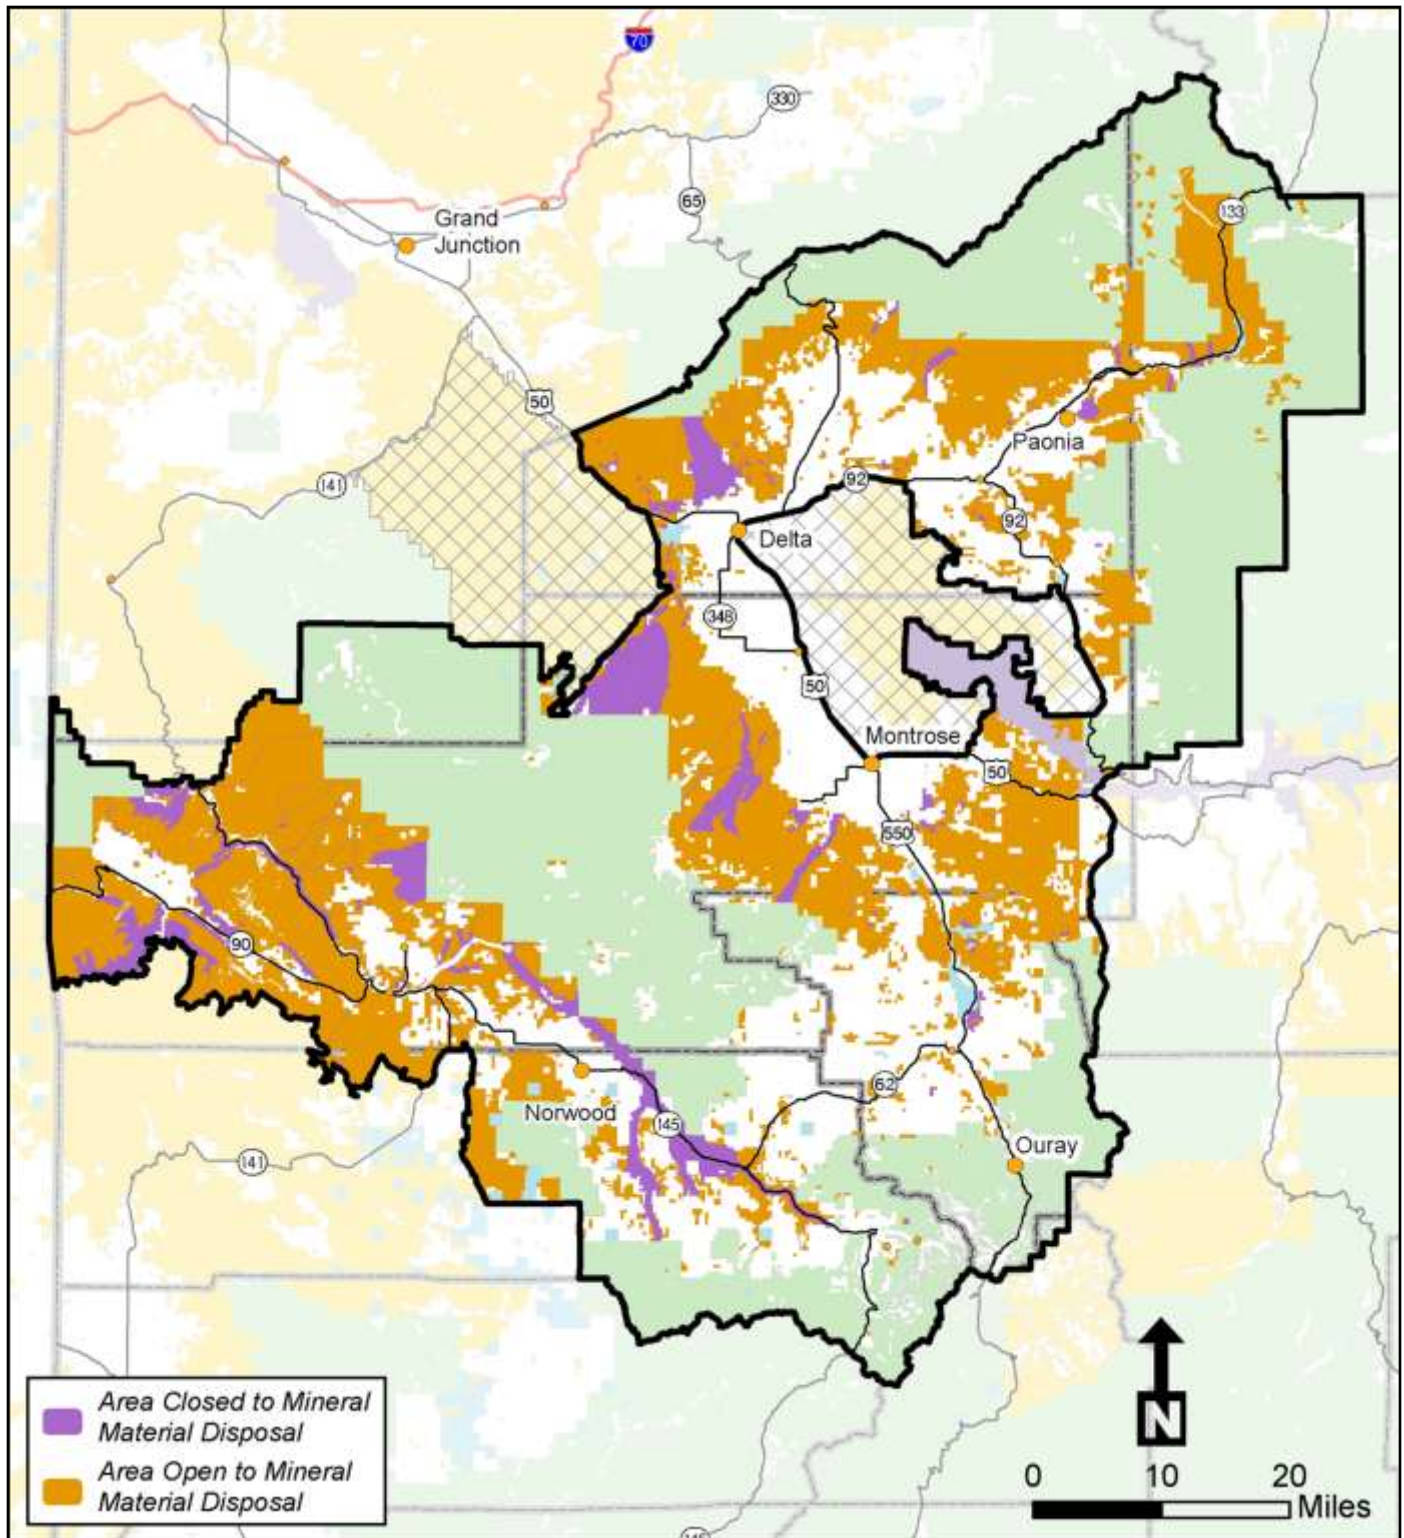 70
330
65
133
Grand
Junction
50
141
Paonia
92
92
Delta
348
50
Montrose
50
550
90
62
Norwood
145
141
Ouray
Area Closed to Mineral
Material Disposal
Area Open to Mineral
Material Disposal
N
0 10 20
Miles